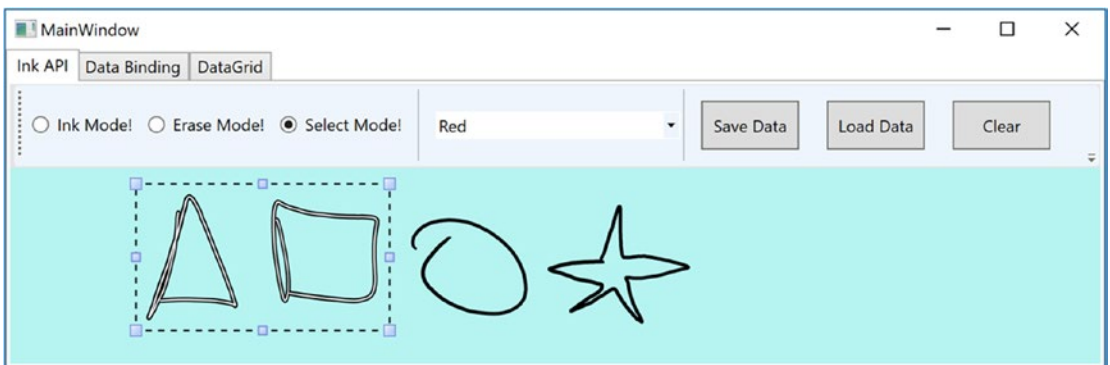 MainWindow
Ink API Data Binding DataGrid
Ink Mode! Erase Mode! Select Mode! Red Save Data Load Data Clear